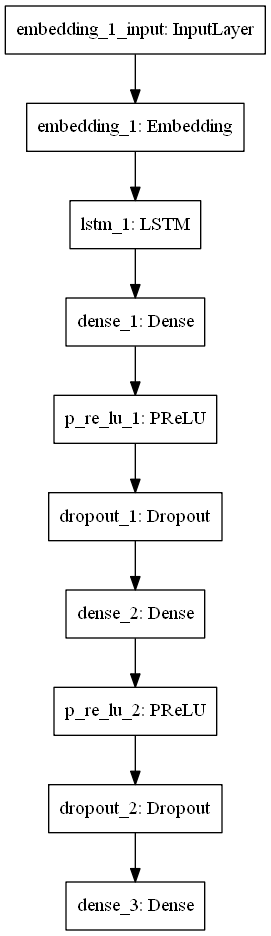 embedding_1_input: InputLayer
embedding_1: Embedding
lstm_1: LSTM
dense_1: Dense
p_re_lu_1: PReLU
dropout_1: Dropout
dense_2: Dense
p_re_lu_2: PReLU
dropout_2: Dropout
dense_3: Dense